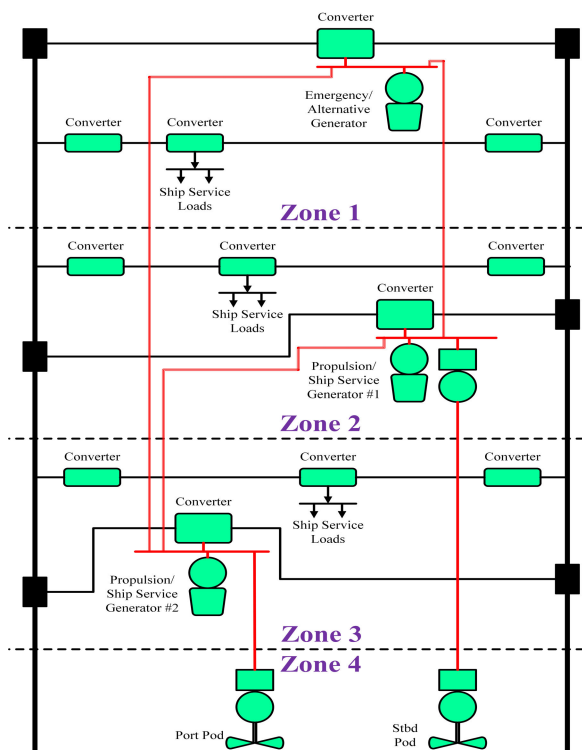 Converter
Emergency/
Alternative
Generator
Converter
Converter
Converter
Ship Service
Loads
Zone 1
Converter
Converter
Converter
Ship Service
Loads
Converter
Propulsion/
Ship Service
Generator #1
Zone 2
Converter
Converter
Converter
Ship Service
Loads
Converter
Propulsion/
Ship Service
Generator #2
Zone 3
Zone 4
Port Pod
Stbd
Pod